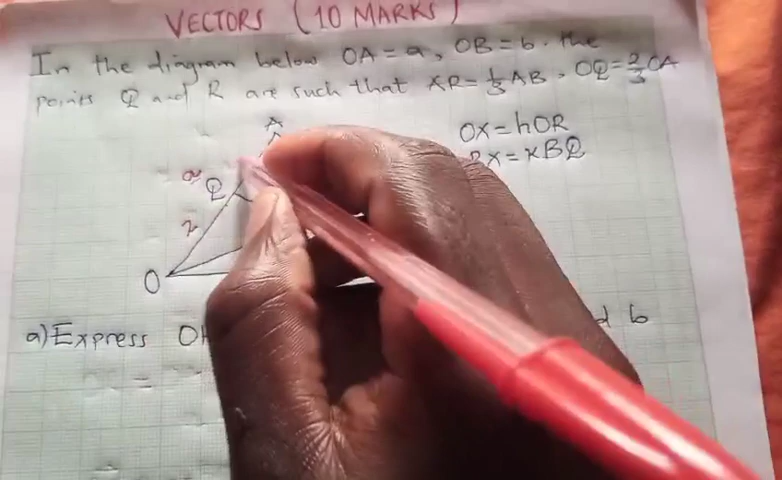 VECTORS (10 MARKS)
In the diagram below OA = a, OB = b. the
points Q and R are such that AR = 1/3 AB, OQ = 2/3 OA
A
OX = hOR
BX = KBQ
a
Q
2
O
a) Express
b
=